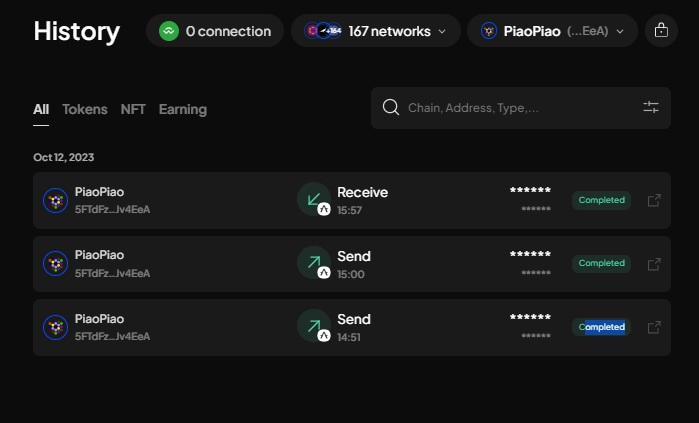 History
0 connection
+164
167 networks
PiaoPiao (...EeA)
All Tokens NFT Earning
Chain, Address, Type,...
Oct 12, 2023
PiaoPiao
5FTdFz...Jv4EeA
Receive
15:57
******
******
Completed
PiaoPiao
5FTdFz...Jv4EeA
Send
15:00
******
******
Completed
PiaoPiao
5FTdFz...Jv4EeA
Send
14:51
******
******
Completed